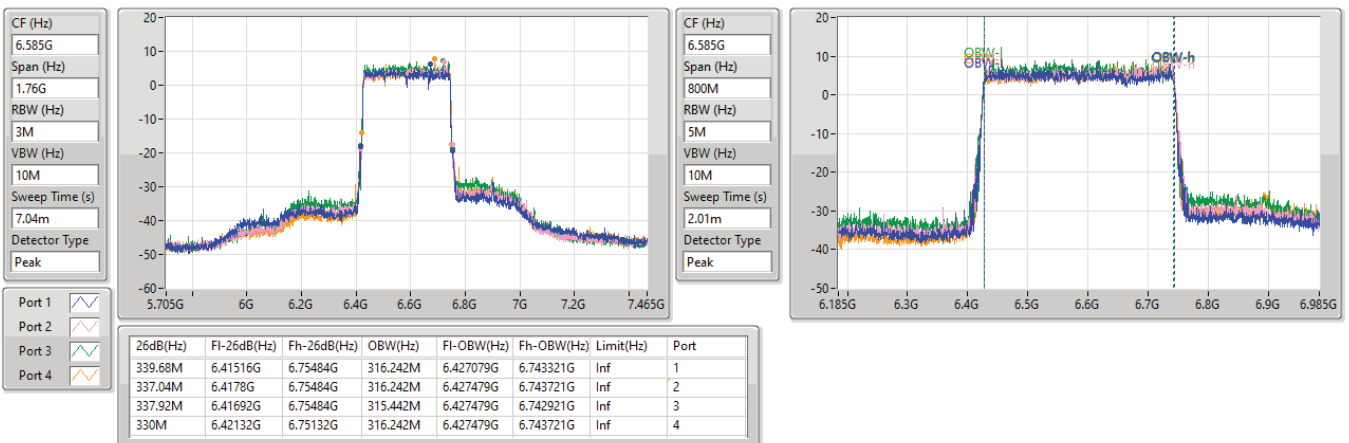 CF (Hz)
6.585G
Span (Hz)
1.76G
RBW (Hz)
3M
VBW (Hz)
10M
Sweep Time (s)
7.04m
Detector Type
Peak
20
10
0
-10
-20
-30
-40
-50
-60
5.705G 6G 6.2G 6.4G 6.6G 6.8G 7G 7.2G 7.465G
CF (Hz)
6.585G
Span (Hz)
800M
RBW (Hz)
5M
VBW (Hz)
10M
Sweep Time (s)
2.01m
Detector Type
Peak
20
10
0
-10
-20
-30
-40
-50
OBW-l
OBW-l
OBW-h
6.185G 6.3G 6.4G 6.5G 6.6G 6.7G 6.8G 6.9G 6.985G
Port 1
Port 2
Port 3
Port 4
26dB(Hz) Fl-26dB(Hz) Fh-26dB(Hz) OBW(Hz) Fl-OBW(Hz) Fh-OBW(Hz) Limit(Hz) Port
339.68M 6.41516G 6.75484G 316.242M 6.427079G 6.743321G Inf 1
337.04M 6.4178G 6.75484G 316.242M 6.427479G 6.743721G Inf 2
337.92M 6.41692G 6.75484G 315.442M 6.427479G 6.742921G Inf 3
330M 6.42132G 6.75132G 316.242M 6.427479G 6.743721G Inf 4